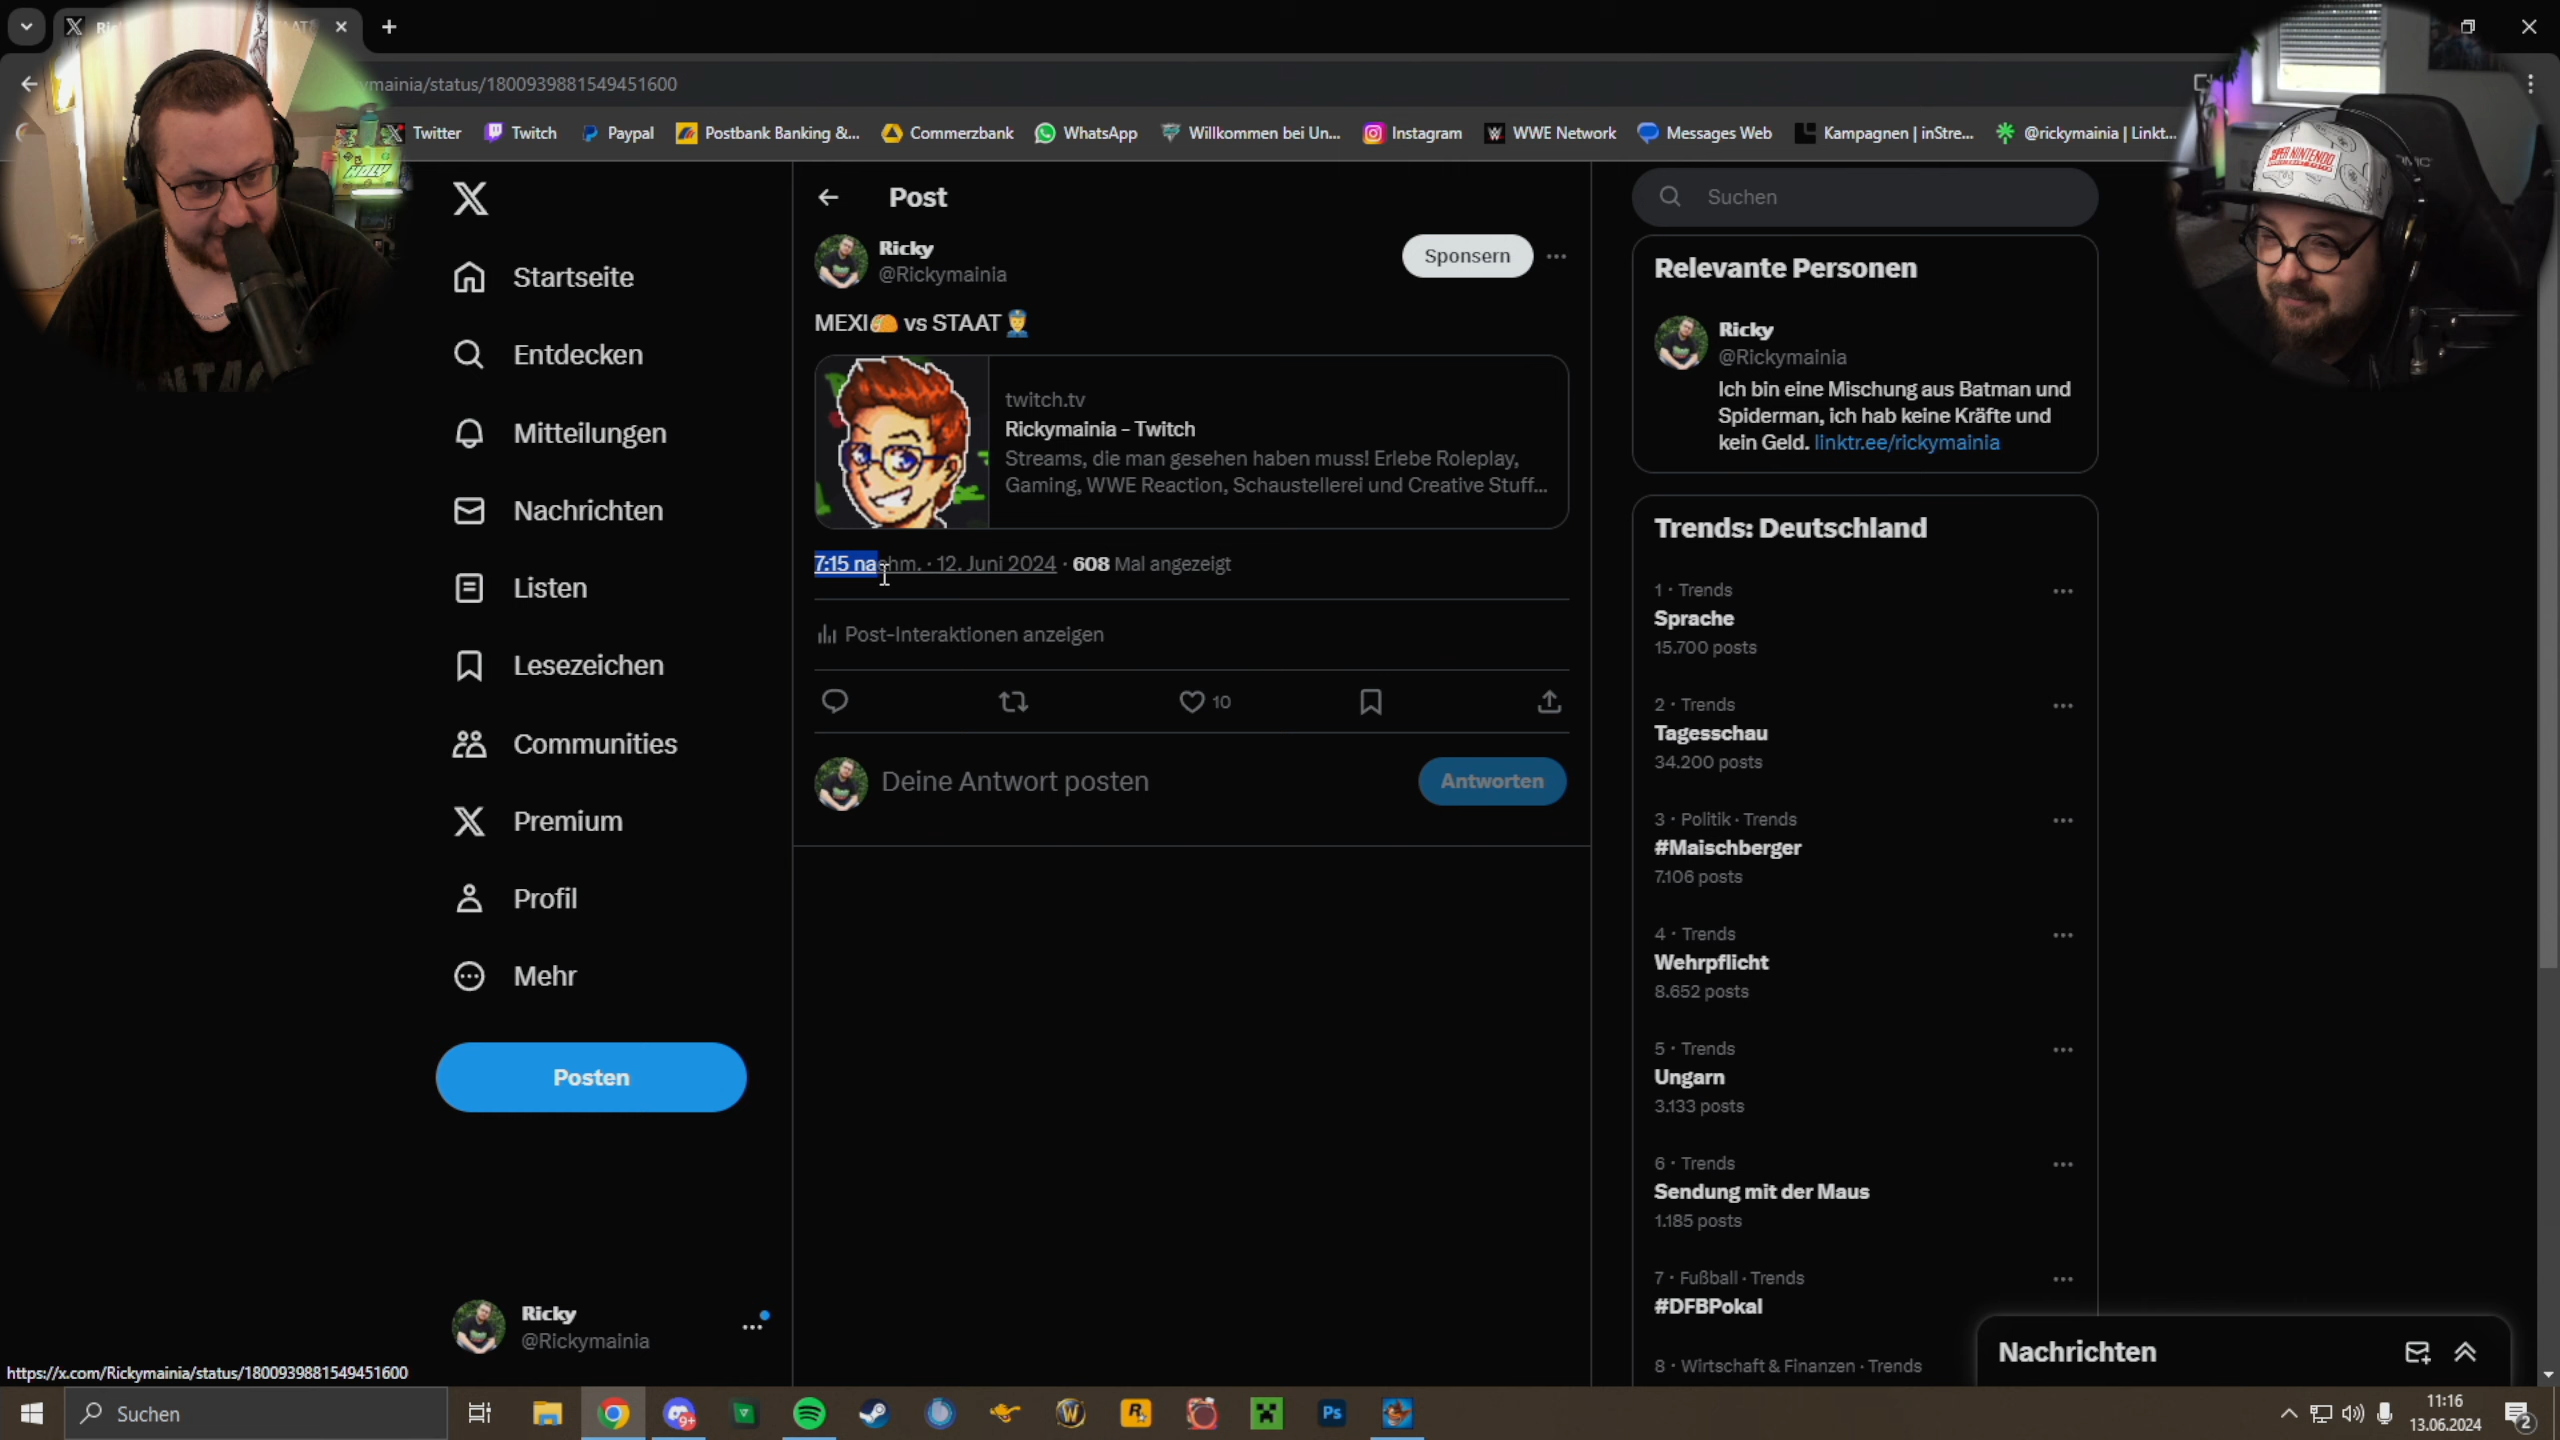 ymainia/status/1800939881549451600
Twitter
Twitch
Paypal
Postbank Banking &...
Commerzbank
WhatsApp
Willkommen bei Un...
Instagram
WWE Network
Messages Web
Kampagnen | inStre...
@rickymainia | Linkt...
HOLY
SUPER NINTENDO
Startseite
Entdecken
Mitteilungen
Nachrichten
Listen
Lesezeichen
Communities
Premium
Profil
Mehr
Posten
Ricky
@Rickymainia
https://x.com/Rickymainia/status/1800939881549451600
Post
Ricky
@Rickymainia
Sponsern
MEXI🌮 vs STAAT 👮
twitch.tv
Rickymainia - Twitch
Streams, die man gesehen haben muss! Erlebe Roleplay,
Gaming, WWE Reaction, Schaustellerei und Creative Stuff...
7:15 nachm. · 12. Juni 2024 · 608 Mal angezeigt
Post-Interaktionen anzeigen
10
Deine Antwort posten
Antworten
Suchen
Relevante Personen
Ricky
@Rickymainia
Ich bin eine Mischung aus Batman und
Spiderman, ich hab keine Kräfte und
kein Geld. linktr.ee/rickymainia
Trends: Deutschland
1 · Trends
Sprache
15.700 posts
2 · Trends
Tagesschau
34.200 posts
3 · Politik · Trends
#Maischberger
7.106 posts
4 · Trends
Wehrpflicht
8.652 posts
5 · Trends
Ungarn
3.133 posts
6 · Trends
Sendung mit der Maus
1.185 posts
7 · Fußball · Trends
#DFBPokal
8 · Wirtschaft & Finanzen · Trends
Nachrichten
Suchen
9+
Ps
11:16
13.06.2024
2